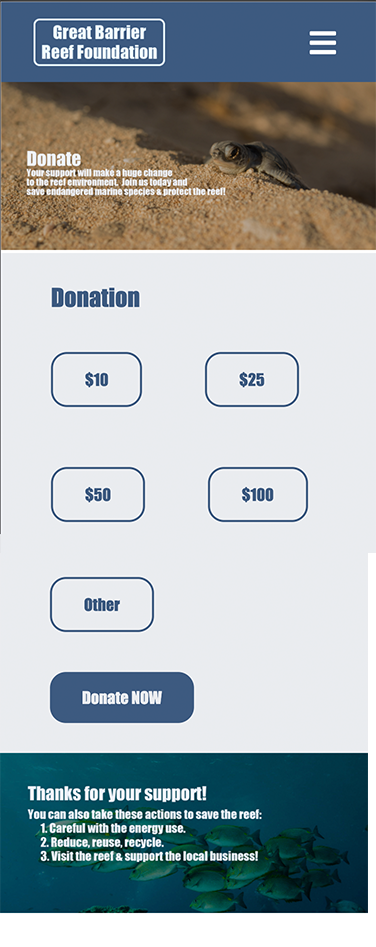 Great Barrier
Reef Foundation
Donate
Your support will make a huge change
to the reef environment.  Join us today and
save endangered marine species & protect the reef!
Donation
$10
$25
$50
$100
Other
Donate NOW
Thanks for your support!
You can also take these actions to save the reef:
1. Careful with the energy use.
2. Reduce, reuse, recycle.
3. Visit the reef & support the local business!